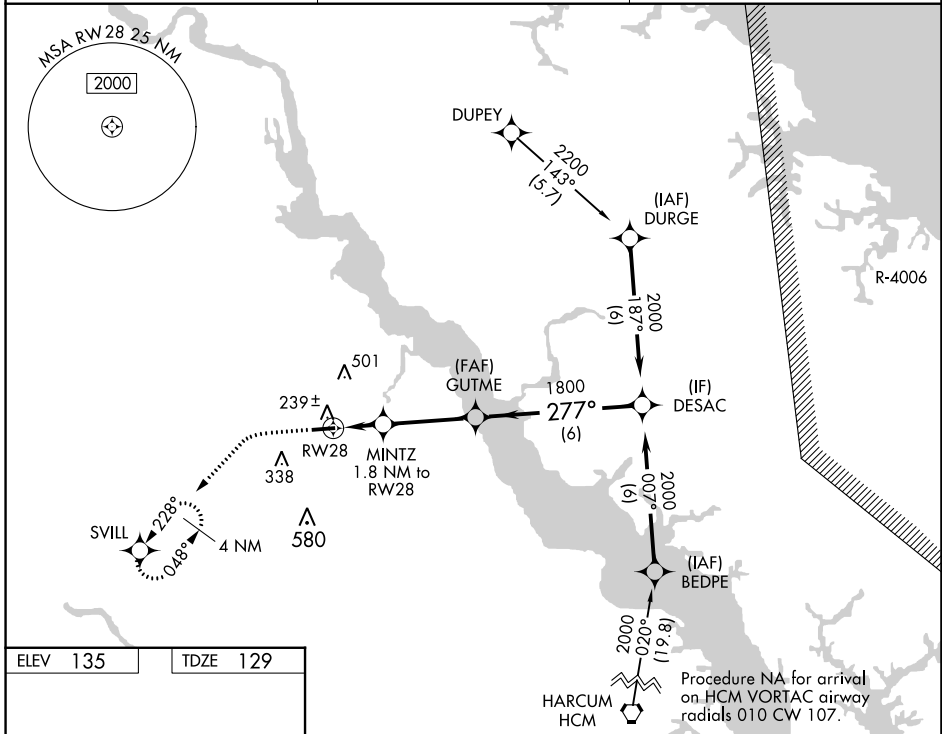 MSA RW 28 25 NM
2000
DUPEY
2200
143°
(5.7)
(IAF)
DURGE
R-4006
2000
187°
(6)
501
(FAF)
GUTME
1800
277°
(6)
(IF)
DESAC
239±
RW28
MINTZ
1.8 NM to
RW28
338
580
228°
048°
SVILL
4 NM
2000
007°
(6)
(IAF)
BEDPE
2000
020°
(19.8)
HARCUM
HCM
Procedure NA for arrival
on HCM VORTAC airway
radials 010 CW 107.
ELEV 135
TDZE 129